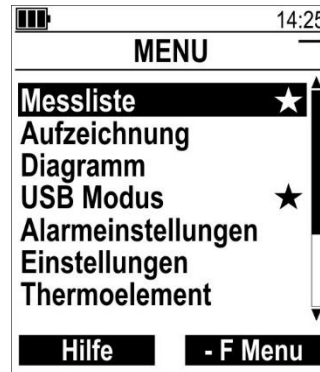 14:25
MENU
Messliste
Aufzeichnung
Diagramm
USB Modus
Alarmeinstellungen
Einstellungen
Thermoelement
Hilfe - F Menu